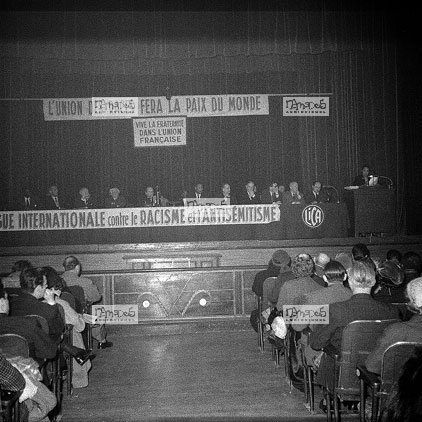 L'UNION FERA LA PAIX DU MONDE
VIVE LA FRATERNITÉ
DANS L'UNION
FRANÇAISE
GUE INTERNATIONALE contre le RACISME et l'ANTISÉMITISME
LICA